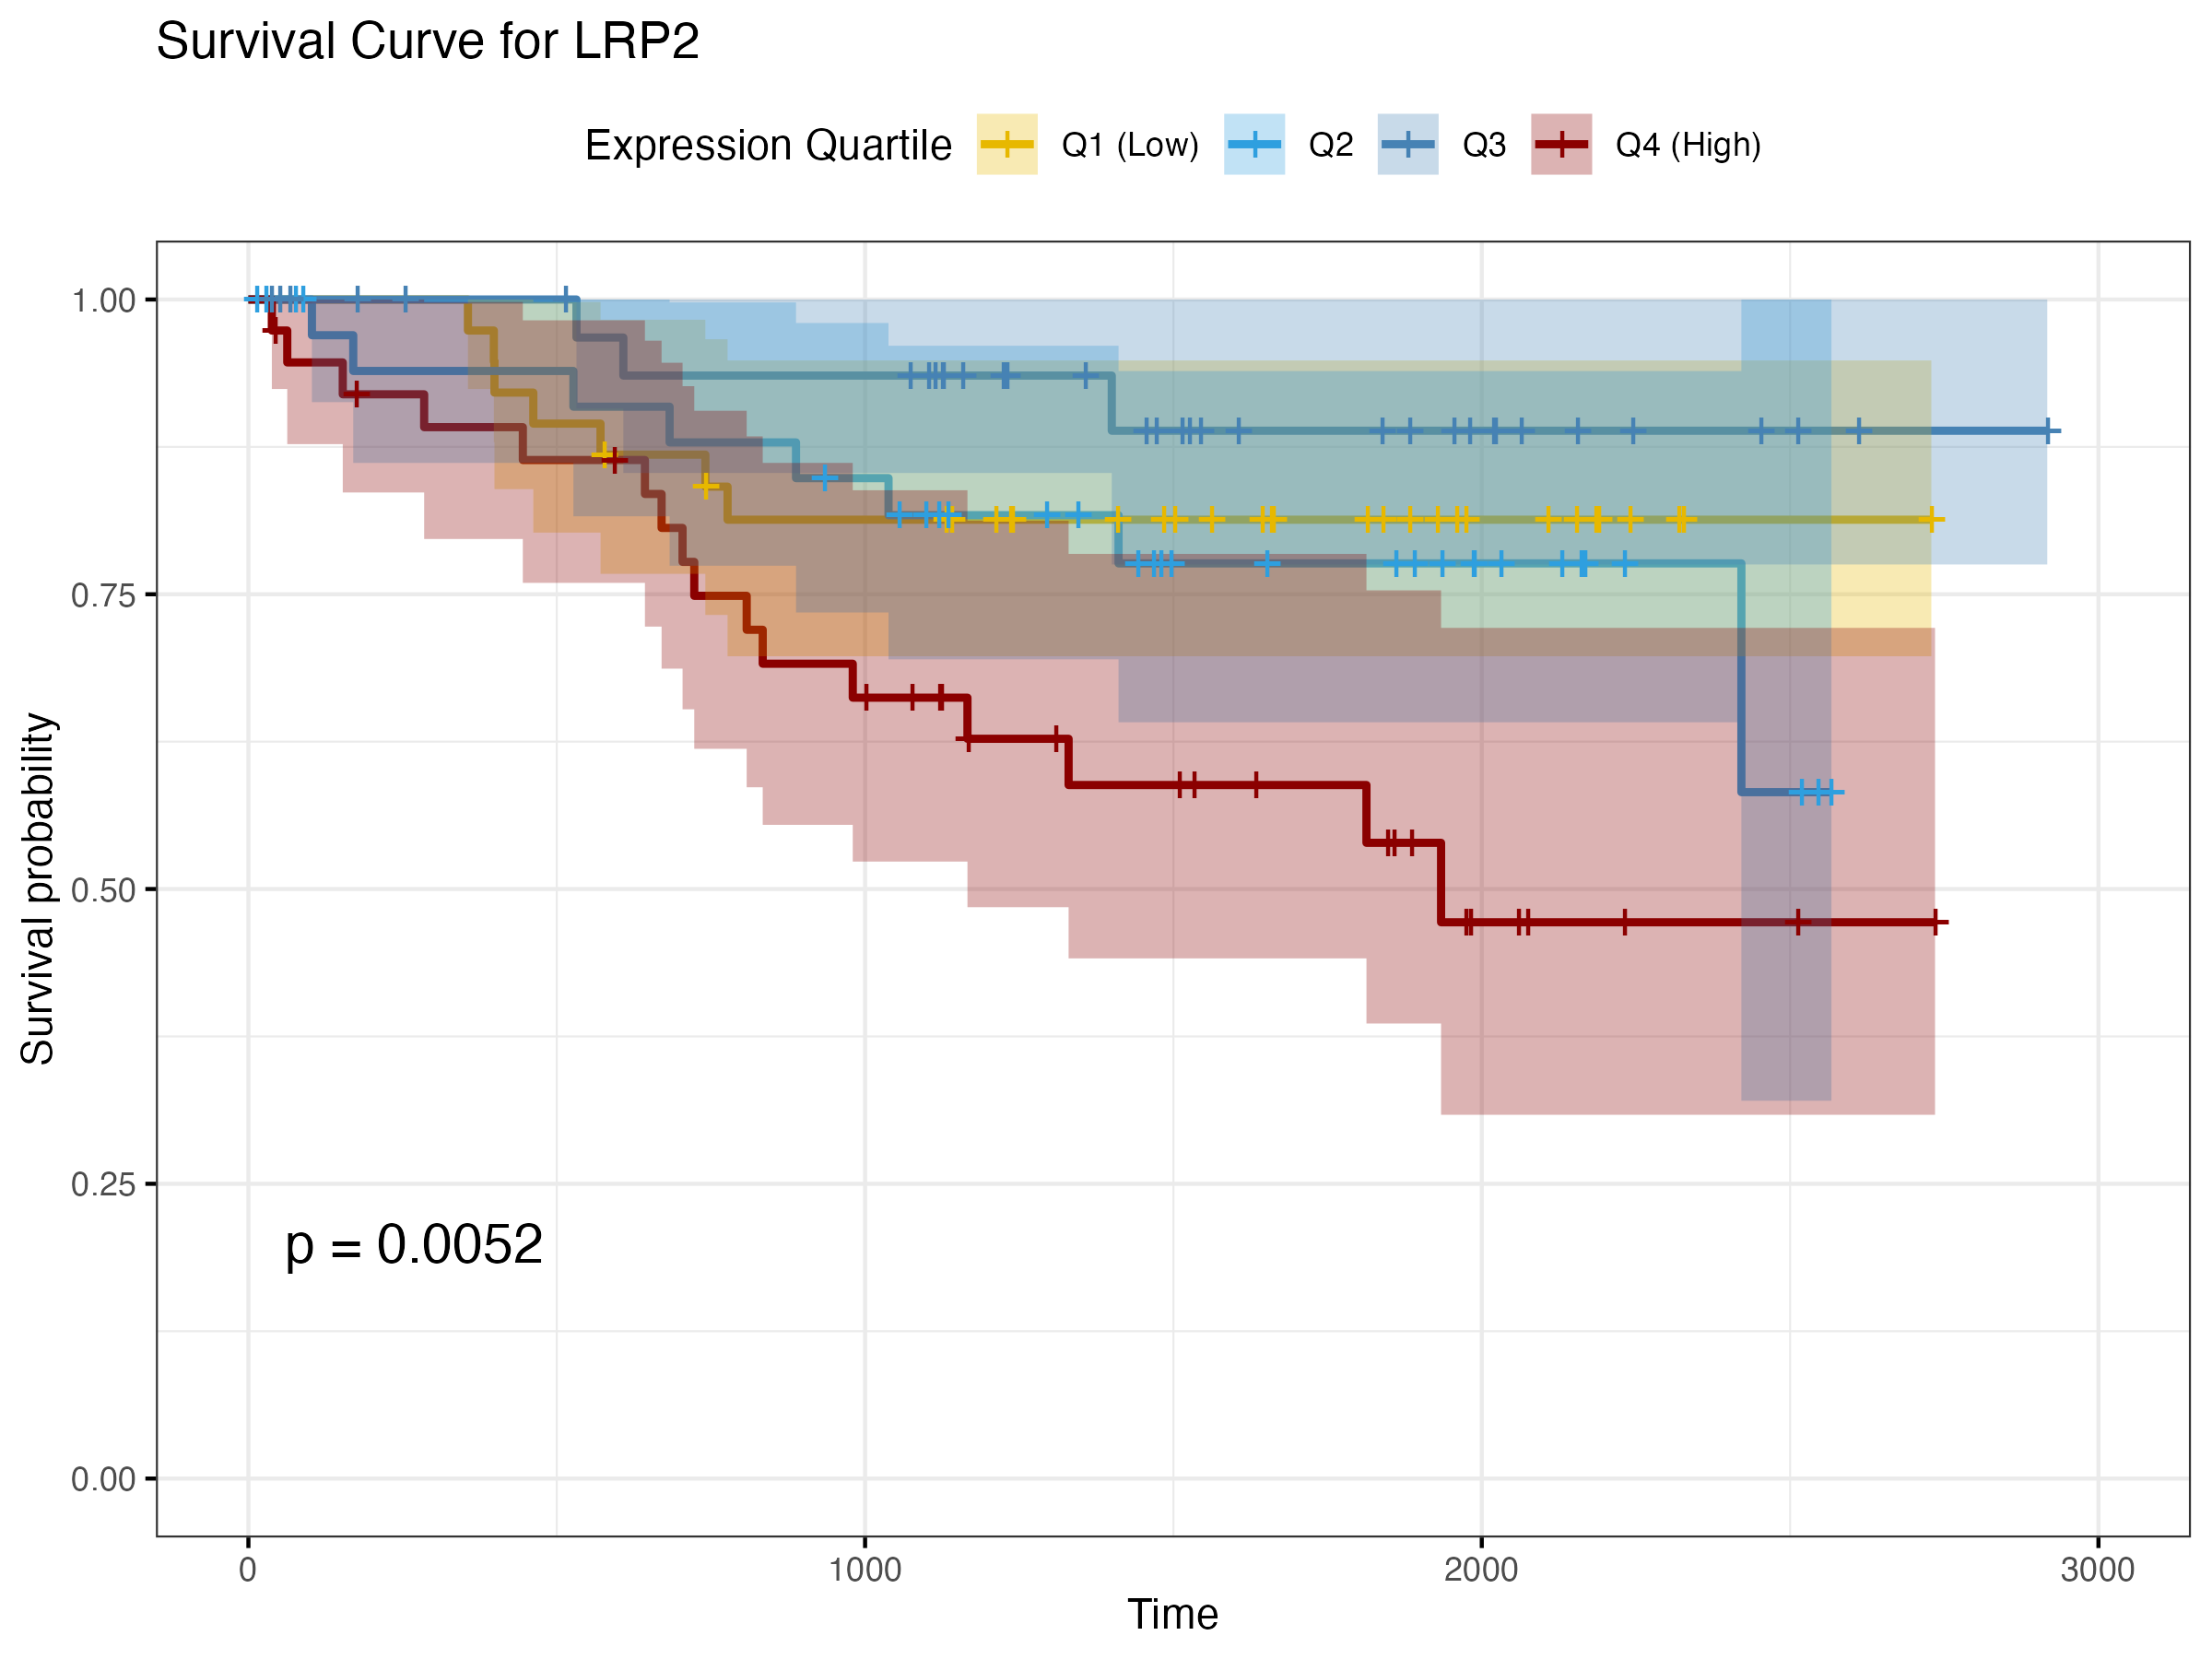 Survival Curve for LRP2
Expression Quartile Q1 (Low) Q2 Q3 Q4 (High)
Survival probability
1.00
0.75
0.50
0.25
0.00
p = 0.0052
0 1000 2000 3000
Time